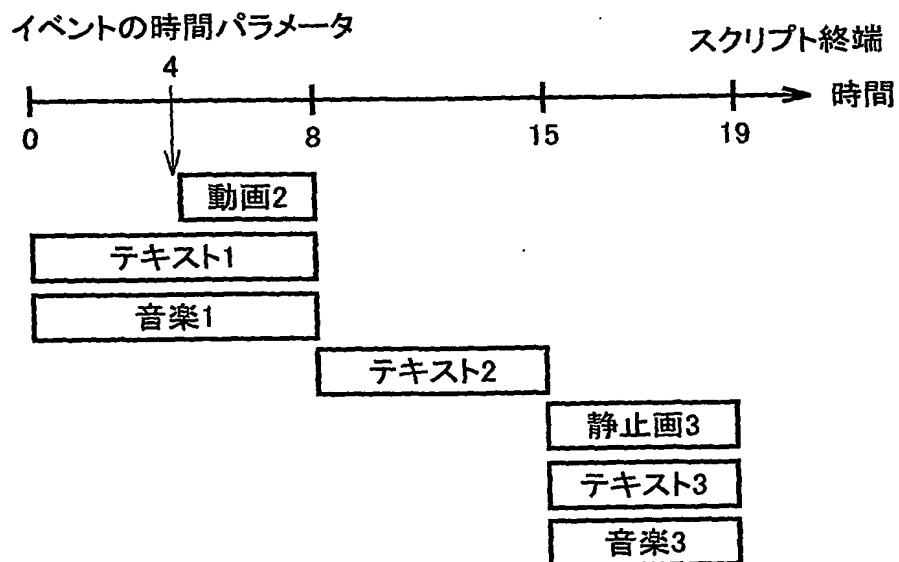 イベントの時間パラメータ
スクリプト終端
4
時間
0
8
15
19
動画2
テキスト1
音楽1
テキスト2
静止画3
テキスト3
音楽3